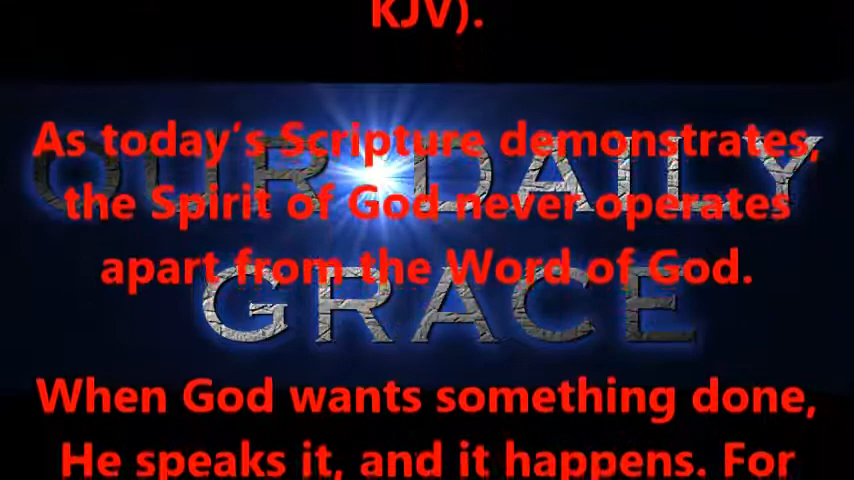 KJV).
As today's Scripture demonstrates,
the Spirit of God never operates
apart from the Word of God.
OUR DAILY
GRACE
When God wants something done,
He speaks it, and it happens. For